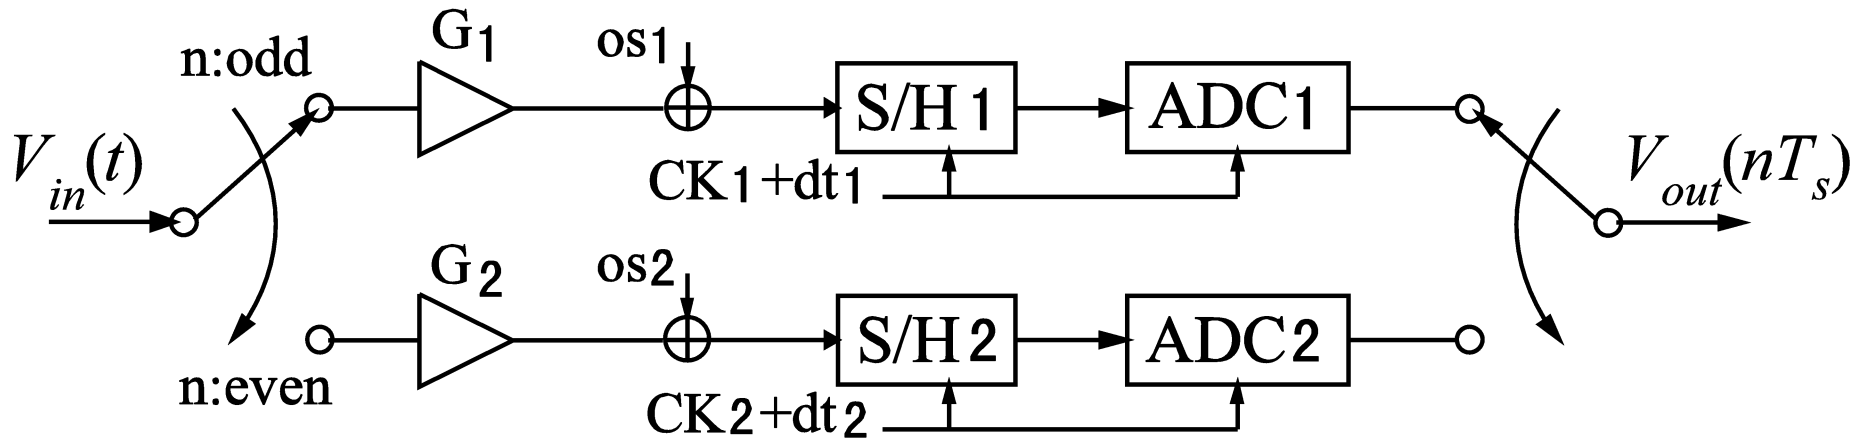 G1
os1
n:odd
S/H1
ADC1
Vin(t)
CK1+dt1
Vout(nTs)
G2
os2
S/H2
ADC2
n:even
CK2+dt2